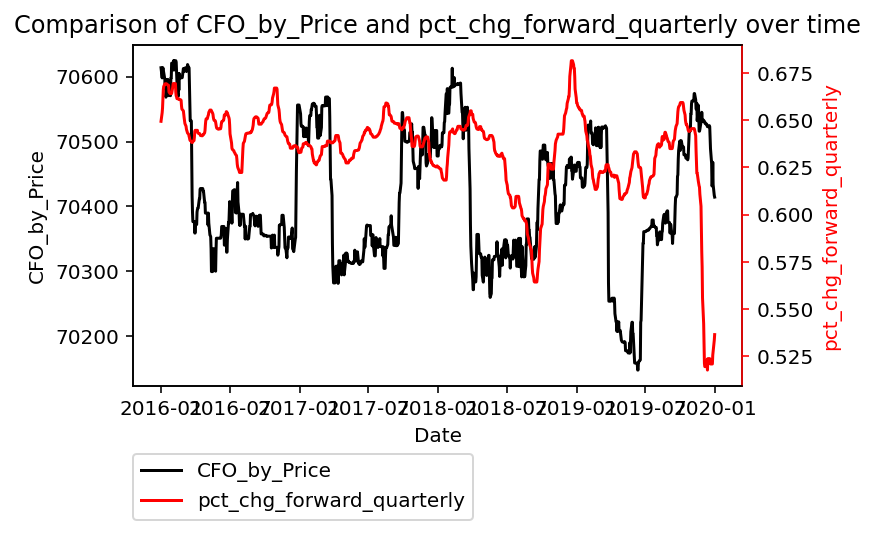 Comparison of CFO_by_Price and pct_chg_forward_quarterly over time
70600
70500
70400
70300
70200
CFO_by_Price
0.675
0.650
0.625
0.600
0.575
0.550
0.525
pct_chg_forward_quarterly
2016-01 2016-07 2017-01 2017-07 2018-01 2018-07 2019-01 2019-07 2020-01
Date
CFO_by_Price
pct_chg_forward_quarterly